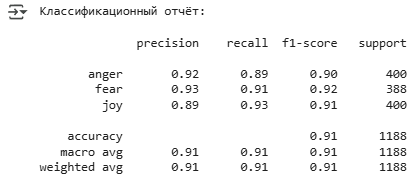 Классификационный отчёт:
precision recall f1-score support
anger 0.92 0.89 0.90 400
fear 0.93 0.91 0.92 388
joy 0.89 0.93 0.91 400
accuracy 0.91 1188
macro avg 0.91 0.91 0.91 1188
weighted avg 0.91 0.91 0.91 1188